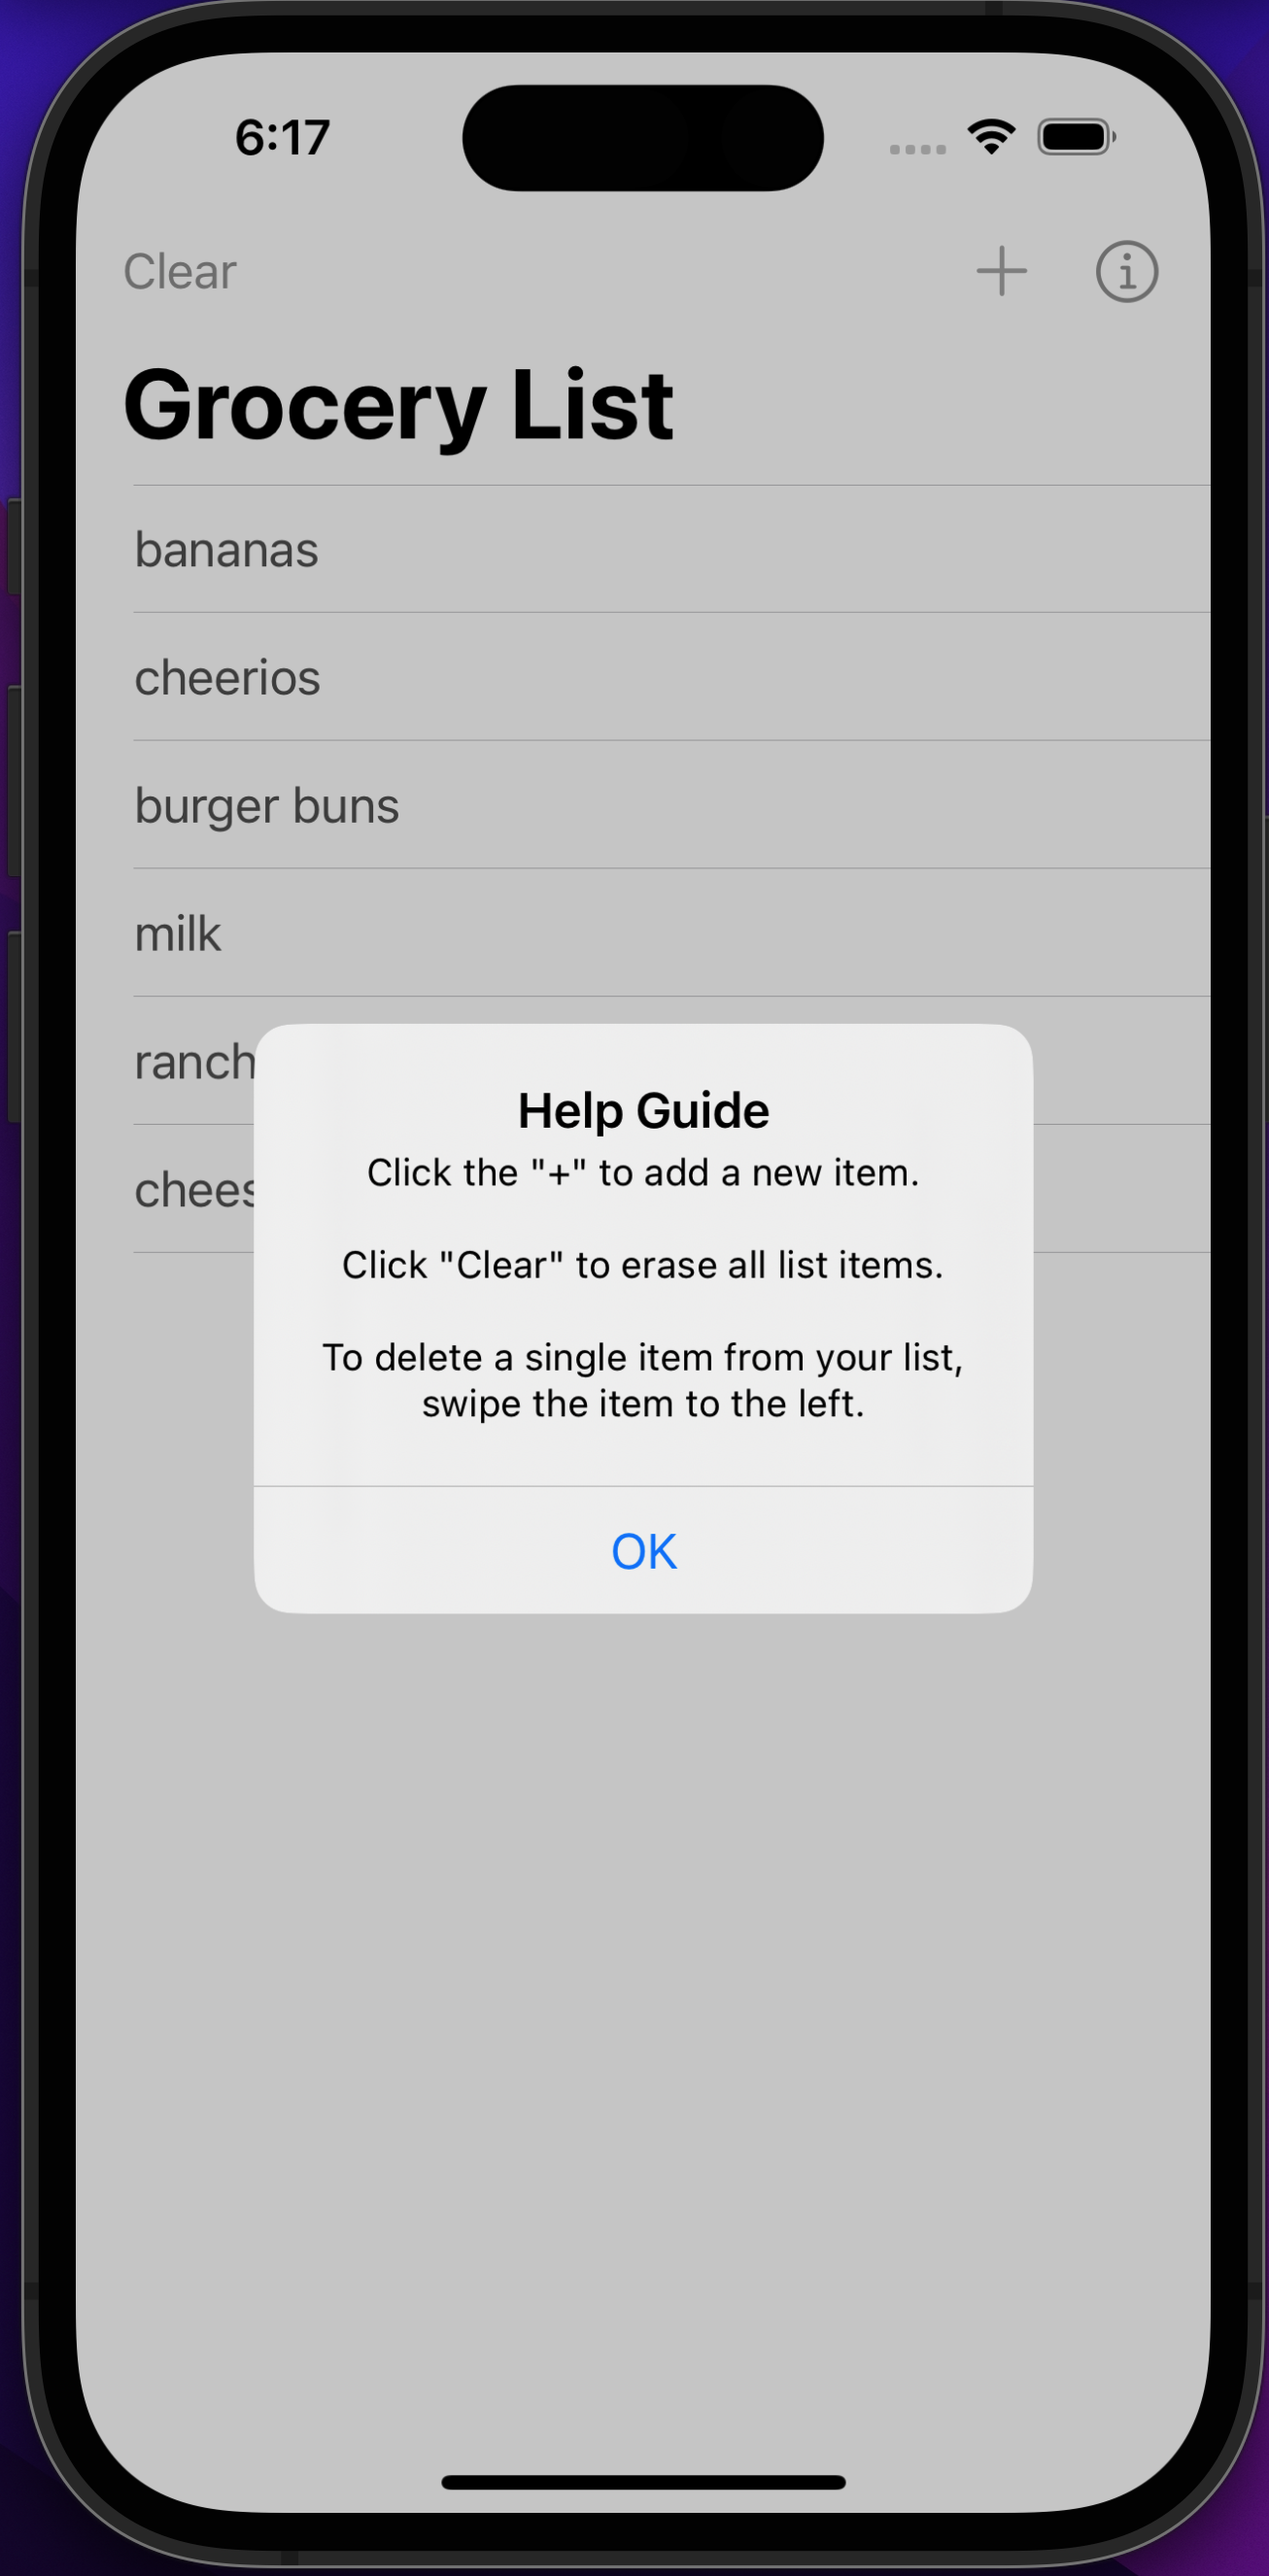 6:17
Clear
Grocery List
bananas
cheerios
burger buns
milk
ranch
Help Guide
Click the "+" to add a new item.
Click "Clear" to erase all list items.
To delete a single item from your list,
swipe the item to the left.
OK